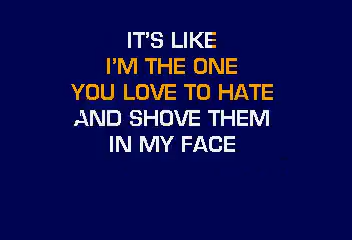 IT'S LIKE
I'M THE ONE
YOU LOVE TO HATE
AND SHOVE THEM
IN MY FACE